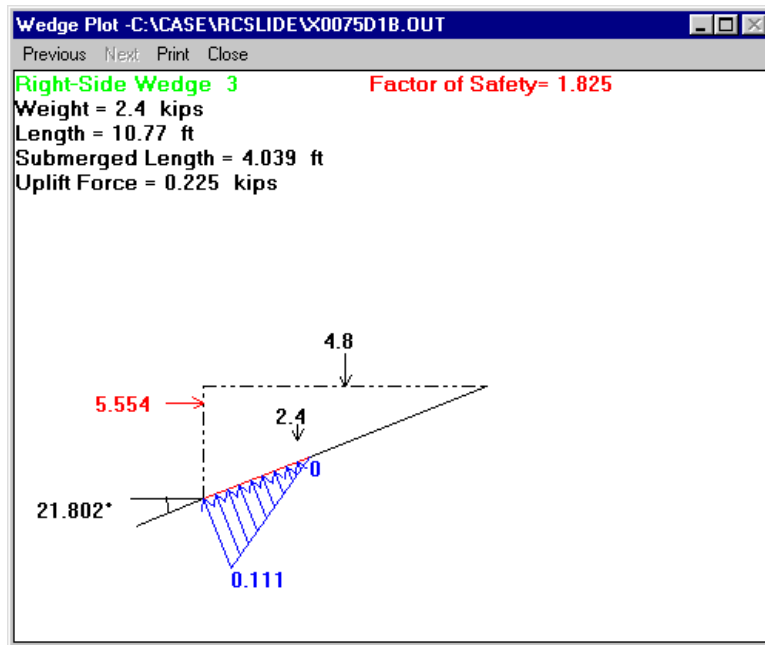 Wedge Plot -C:\CASE\RCSLIDE\X0075D1B.OUT
Previous Next Print Close
Right-Side Wedge 3 Factor of Safety= 1.825
Weight = 2.4 kips
Length = 10.77 ft
Submerged Length = 4.039 ft
Uplift Force = 0.225 kips
4.8
5.554
2.4
0
21.802°
0.111